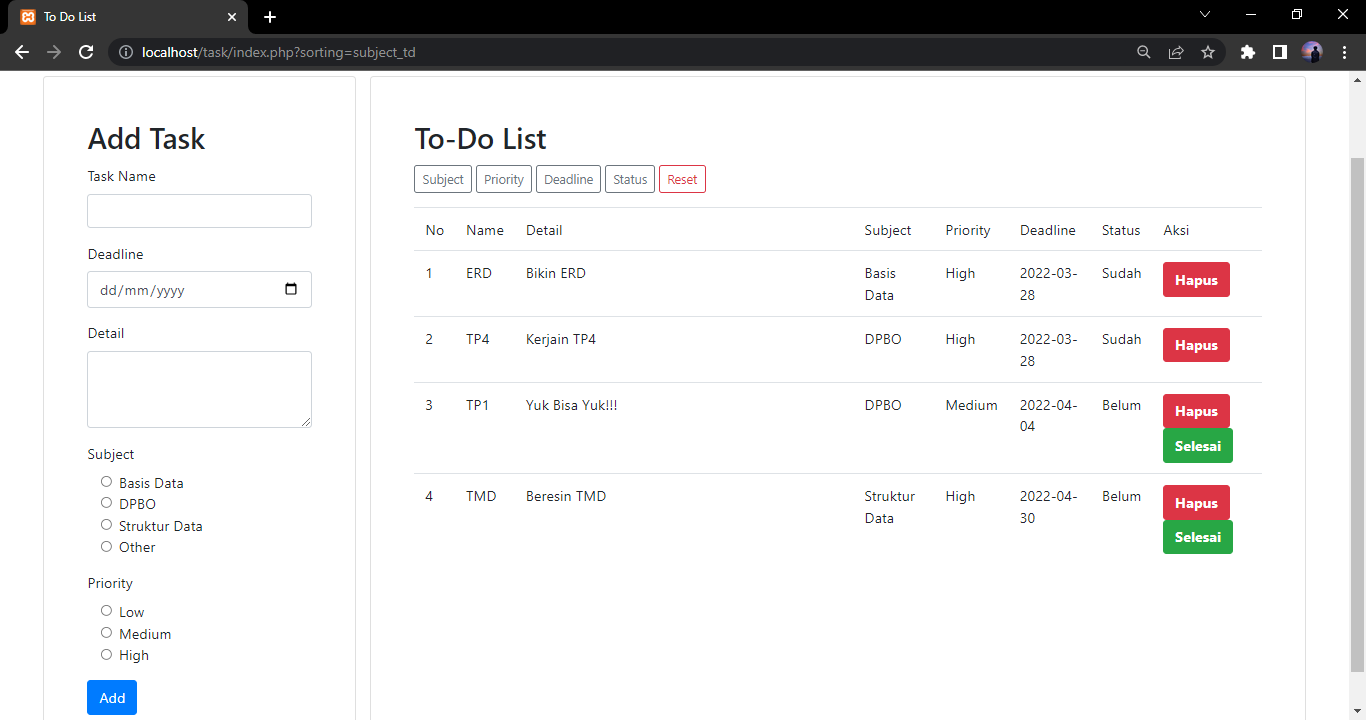 To Do List
localhost/task/index.php?sorting=subject_td
Add Task
Task Name
Deadline
dd/mm/yyyy
Detail
Subject
Basis Data
DPBO
Struktur Data
Other
Priority
Low
Medium
High
Add
To-Do List
Subject Priority Deadline Status Reset
No Name Detail Subject Priority Deadline Status Aksi
1 ERD Bikin ERD Basis High 2022-03- Sudah Hapus
Data 28
2 TP4 Kerjain TP4 DPBO High 2022-03- Sudah Hapus
28
3 TP1 Yuk Bisa Yuk!!! DPBO Medium 2022-04- Belum Hapus
04
Selesai
4 TMD Beresin TMD Struktur High 2022-04- Belum Hapus
Data 30
Selesai